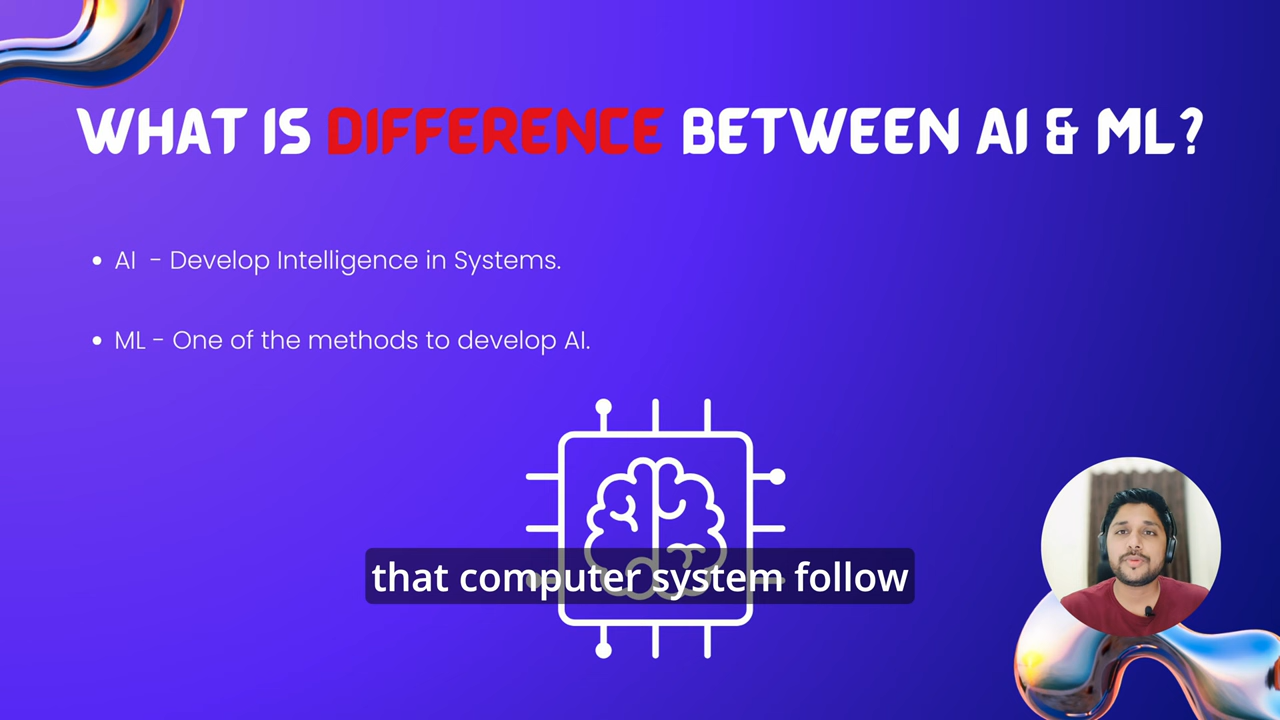 WHAT IS DIFFERENCE BETWEEN AI & ML?
• AI - Develop Intelligence in Systems.
• ML - One of the methods to develop AI.
that computer system follow